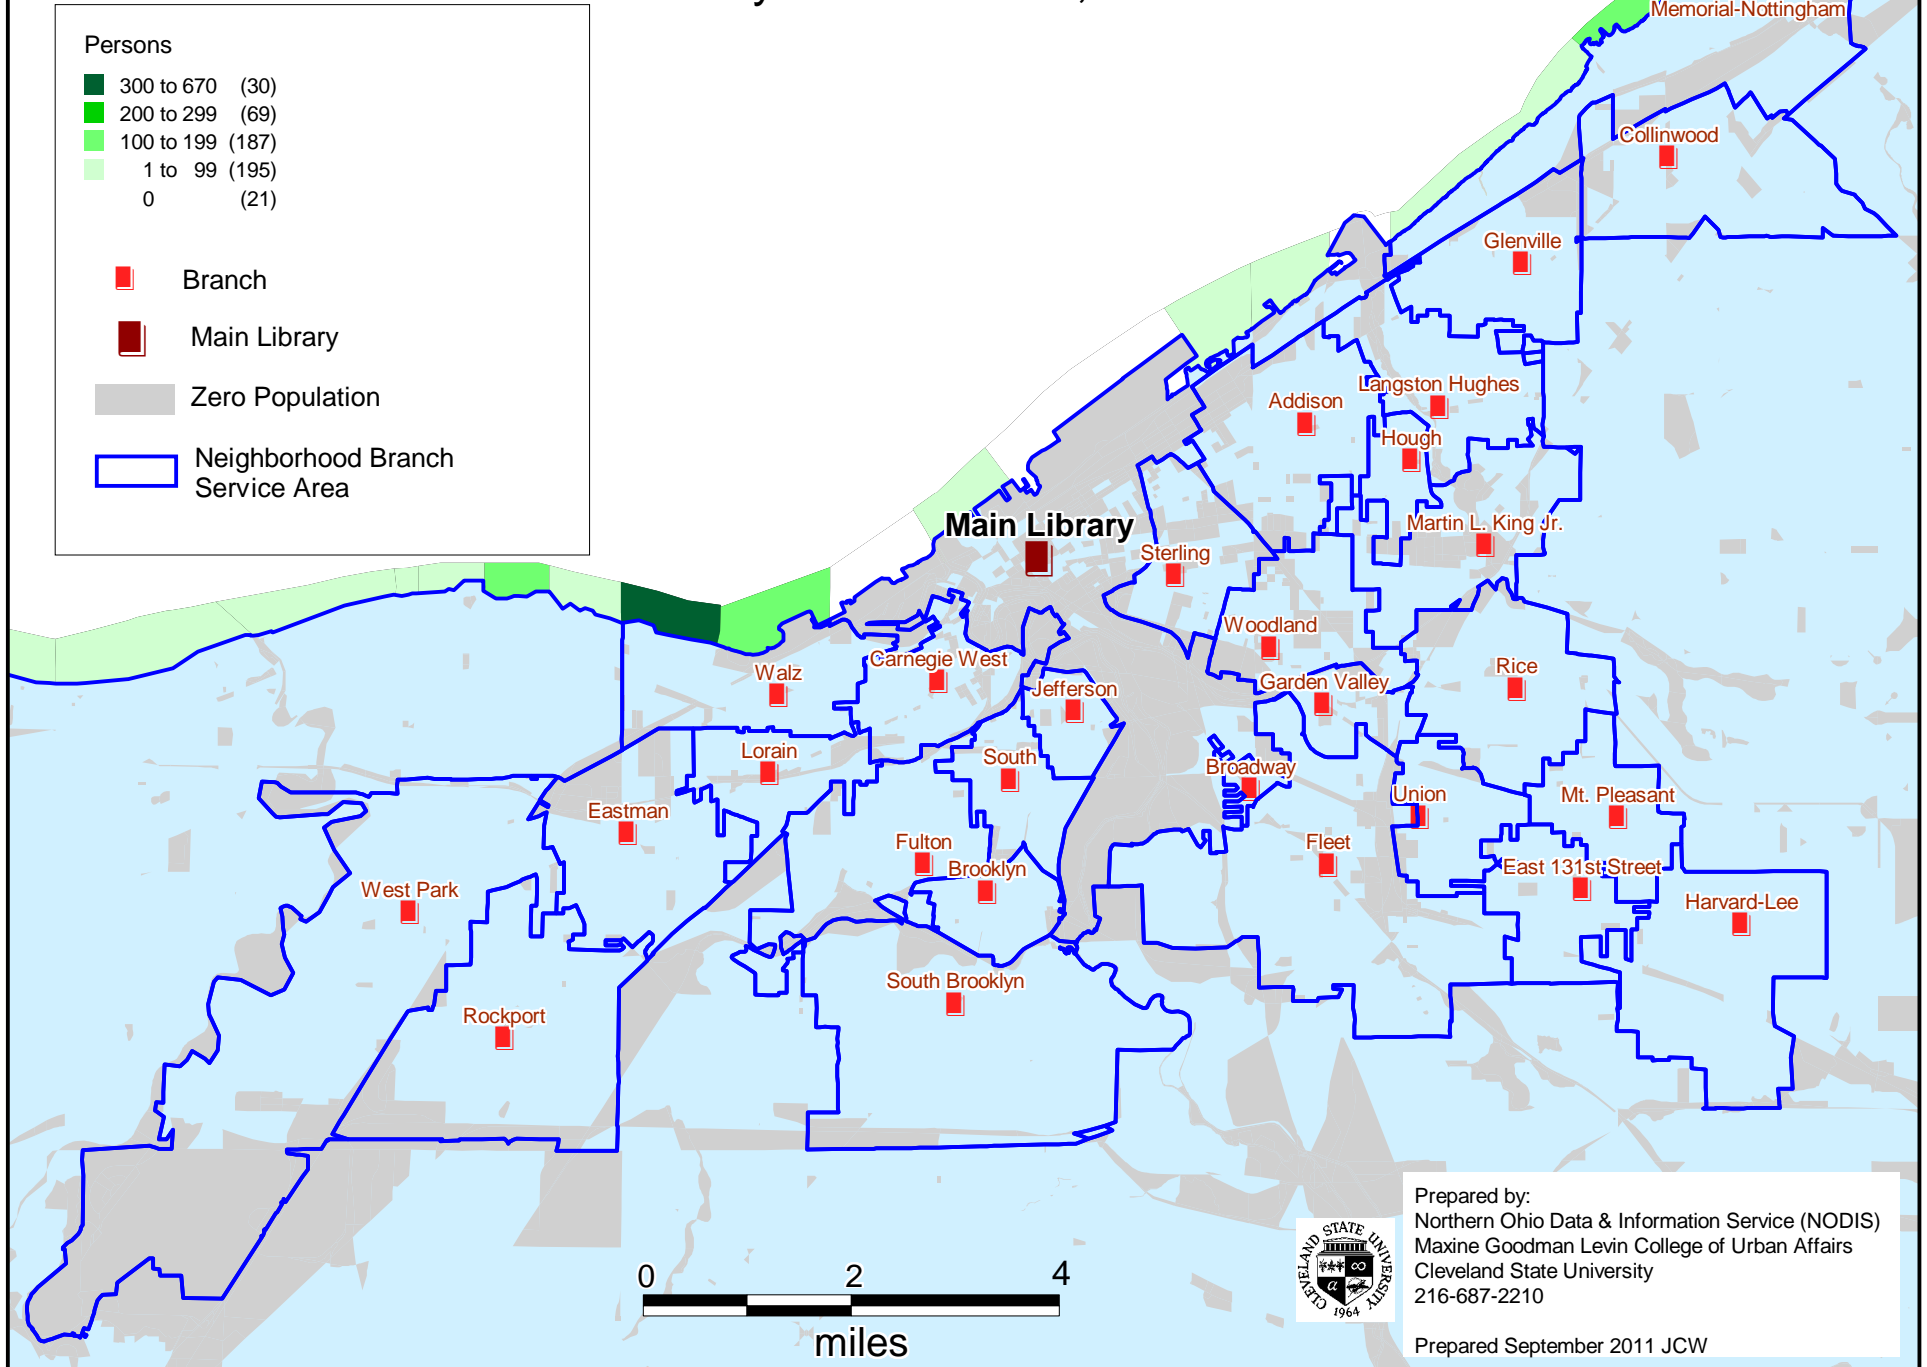 Memorial-Nottingham
Persons
300 to 670 (30)
200 to 299 (69)
100 to 199 (187)
1 to 99 (195)
0 (21)
Branch
Main Library
Zero Population
Neighborhood Branch
Service Area
Collinwood
Glenville
Langston Hughes
Addison
Hough
Main Library
Martin L. King Jr.
Sterling
Woodland
Carnegie West
Walz
Rice
Garden Valley
Jefferson
Lorain
South
Broadway
Union
Mt. Pleasant
Eastman
Fulton
Fleet
Brooklyn
East 131st Street
West Park
Harvard-Lee
South Brooklyn
Rockport
0 2 4
miles
CLEVELAND STATE UNIVERSITY
1964
Prepared by:
Northern Ohio Data & Information Service (NODIS)
Maxine Goodman Levin College of Urban Affairs
Cleveland State University
216-687-2210
Prepared September 2011 JCW